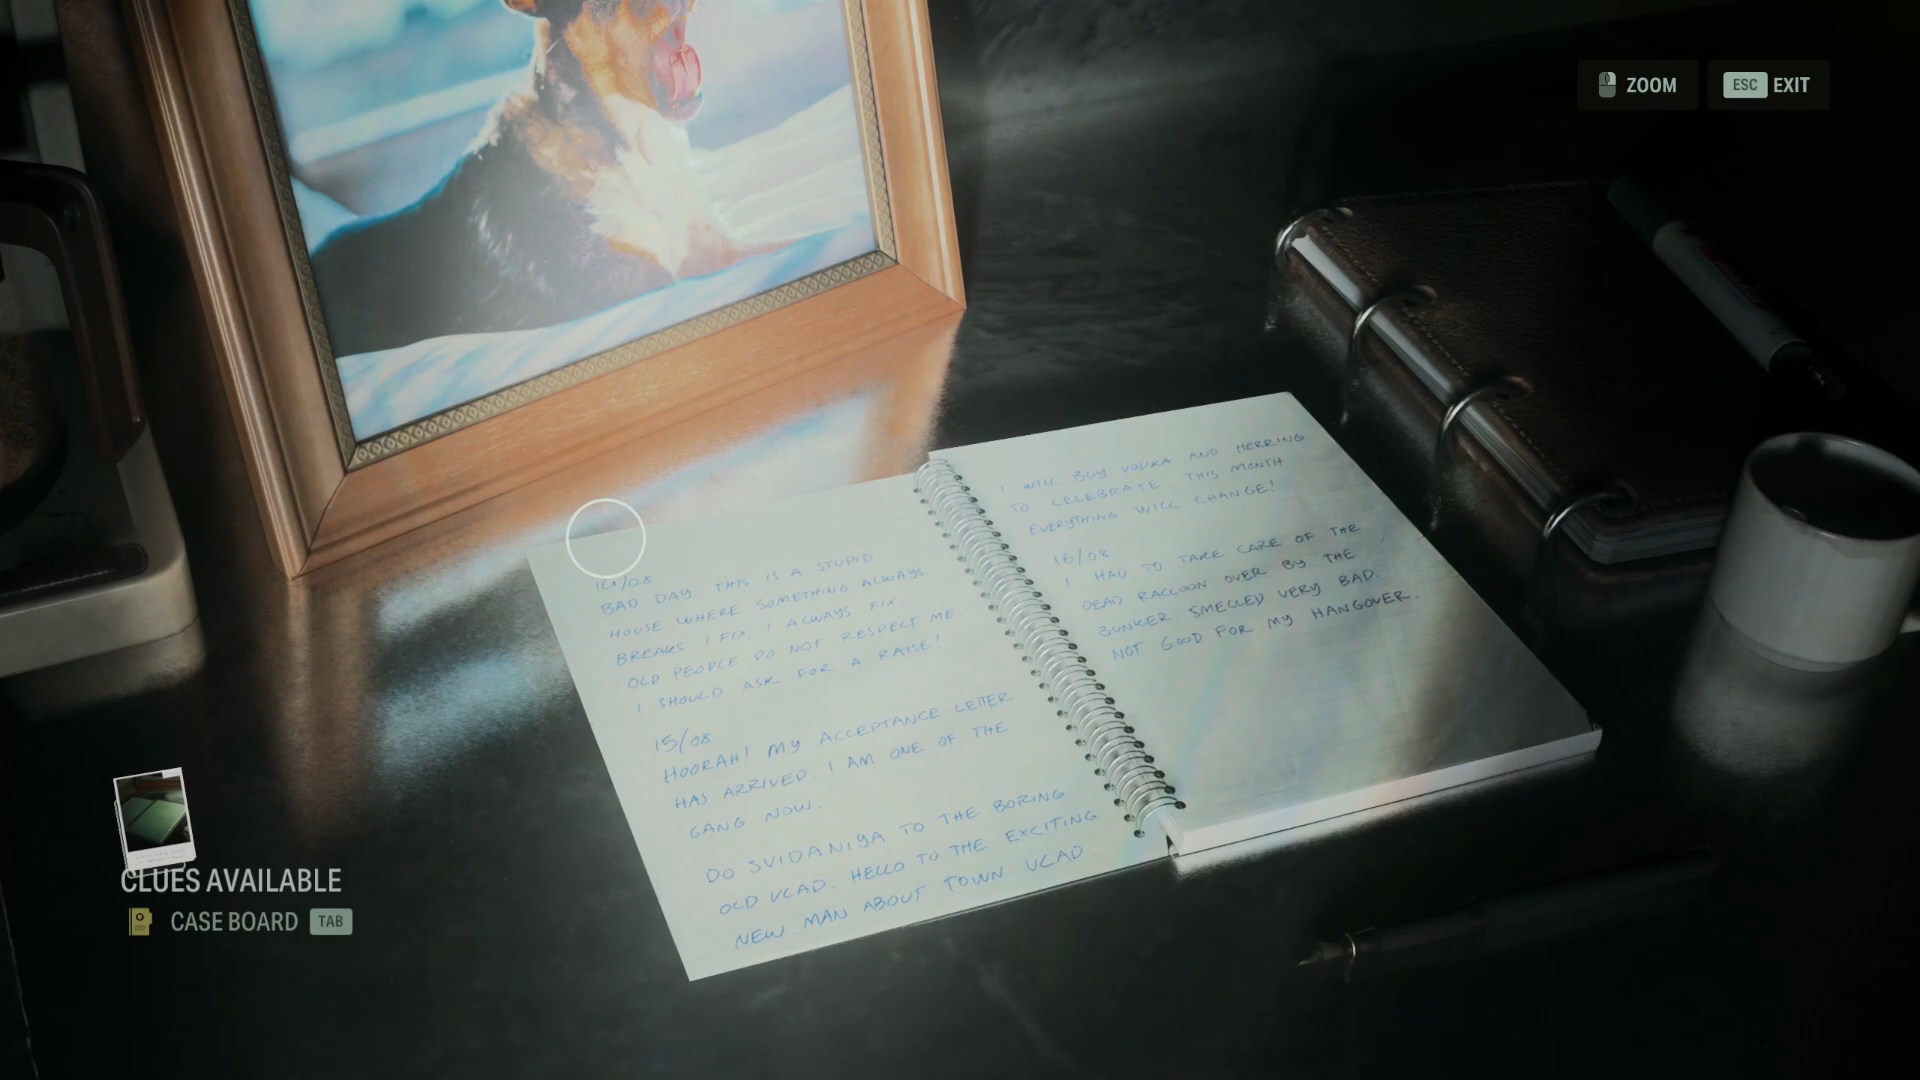 ZOOM
ESC EXIT
14/08
BAD DAY THIS IS A STUPID
HOUSE WHERE SOMETHING ALWAYS
BREAKS I FIX, I ALWAYS FIX.
OLD PEOPLE DO NOT RESPECT ME.
I SHOULD ASK FOR A RAISE!
15/08
HOORAH! MY ACCEPTANCE LETTER
HAS ARRIVED. I AM ONE OF THE
GANG NOW.
DO SVIDANIYA TO THE BORING
OLD VLAD. HELLO TO THE EXCITING
NEW MAN ABOUT TOWN VLAD
I WILL BUY VODKA AND HERRING
TO CELEBRATE. THIS MONTH
EVERYTHING WILL CHANGE!
16/08
I HAD TO TAKE CARE OF THE
DEAD RACCOON OVER BY THE
BUNKER. SMELLED VERY BAD.
NOT GOOD FOR MY HANGOVER.
CLUES AVAILABLE
CASE BOARD TAB